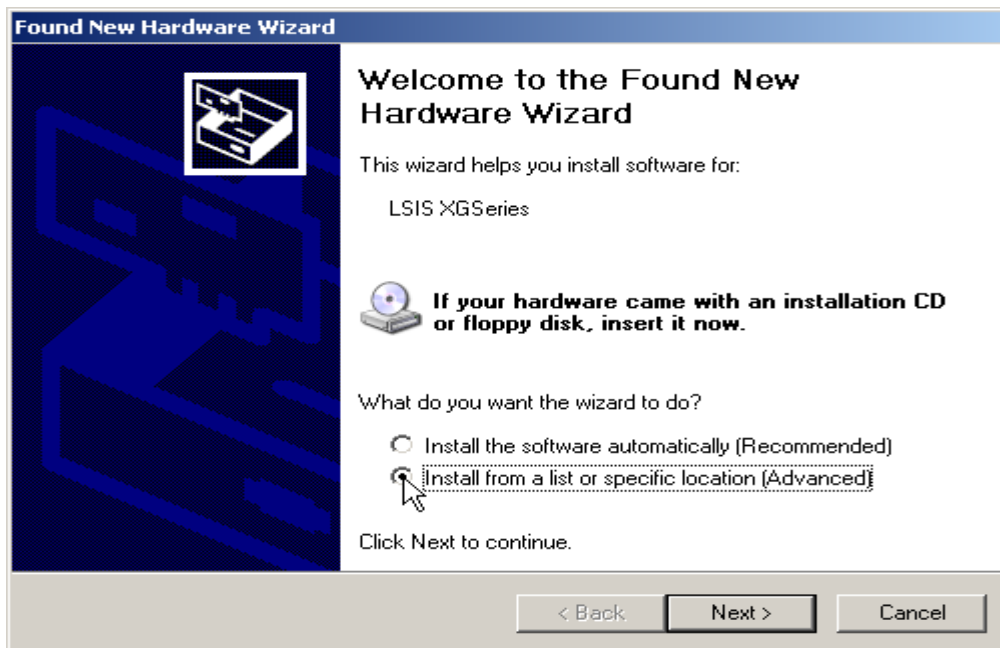 Found New Hardware Wizard
Welcome to the Found New
Hardware Wizard
This wizard helps you install software for:
LSIS XGSeries
If your hardware came with an installation CD
or floppy disk, insert it now.
What do you want the wizard to do?
Install the software automatically (Recommended)
Install from a list or specific location (Advanced)
Click Next to continue.
< Back
Next >
Cancel